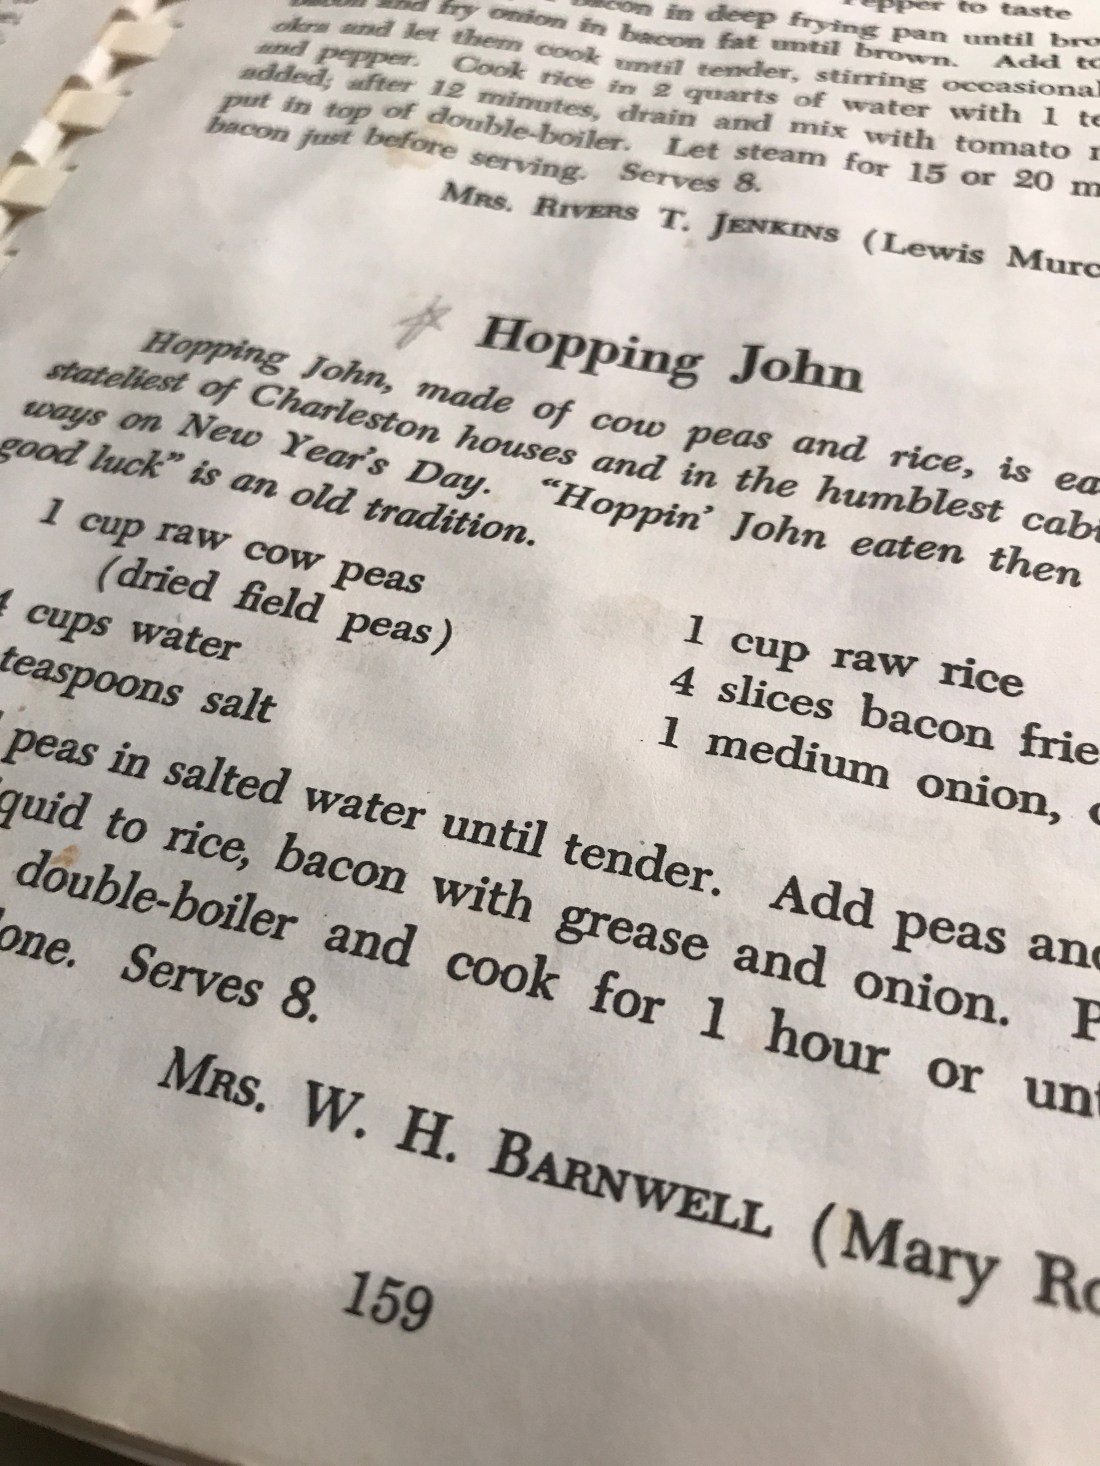 Pepper to taste
bacon in deep frying pan until bro
and fry onion in bacon fat until brown. Add to
okra and let them cook until tender, stirring occasional
and pepper. Cook rice in 2 quarts of water with 1 te
added; after 12 minutes, drain and mix with tomato
put in top of double-boiler. Let steam for 15 or 20 m
bacon just before serving. Serves 8.
MRS. RIVERS T. JENKINS (Lewis Murc
Hopping John
Hopping John, made of cow peas and rice, is ea
stateliest of Charleston houses and in the humblest cabi
ways on New Year's Day. "Hoppin' John eaten then
good luck" is an old tradition.
1 cup raw cow peas
(dried field peas)
4 cups water
teaspoons salt
1 cup raw rice
4 slices bacon frie
1 medium onion, c
peas in salted water until tender. Add peas and
quid to rice, bacon with grease and onion. P
double-boiler and cook for 1 hour or unt
one. Serves 8.
MRS. W. H. BARNWELL (Mary Ro
159